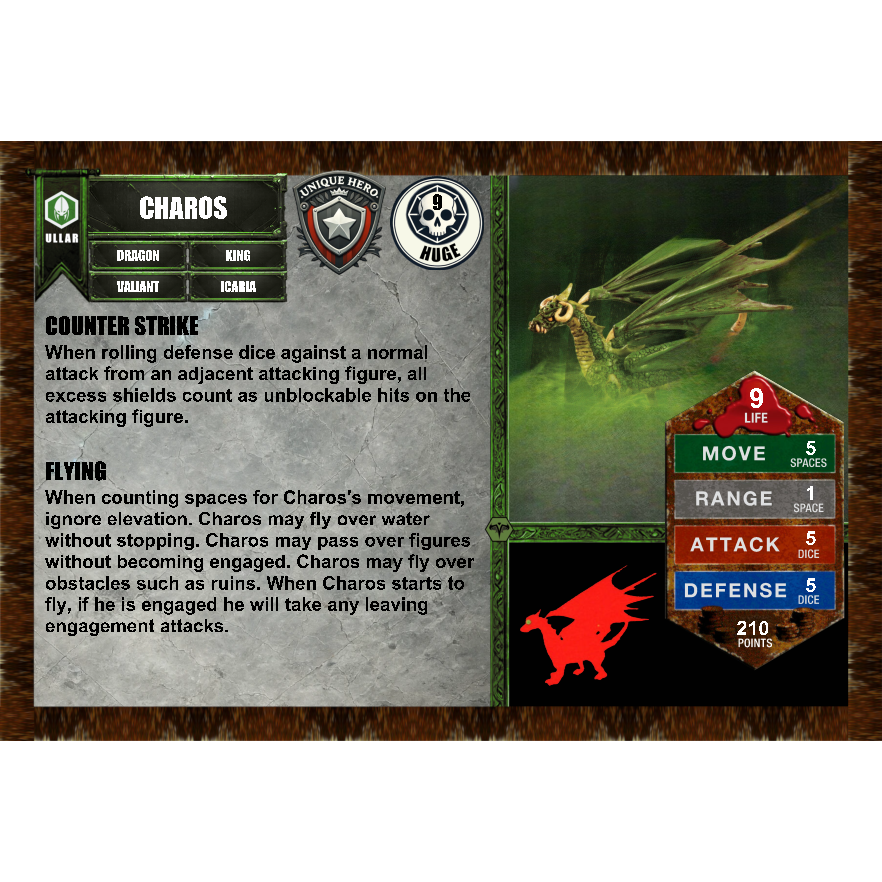 ULLAR
CHAROS
DRAGON
KING
VALIANT
ICARIA
UNIQUE HERO
9
HUGE
COUNTER STRIKE
When rolling defense dice against a normal
attack from an adjacent attacking figure, all
excess shields count as unblockable hits on the
attacking figure.
FLYING
When counting spaces for Charos's movement,
ignore elevation. Charos may fly over water
without stopping. Charos may pass over figures
without becoming engaged. Charos may fly over
obstacles such as ruins. When Charos starts to
fly, if he is engaged he will take any leaving
engagement attacks.
9
LIFE
MOVE 5
SPACES
RANGE 1
SPACE
ATTACK 5
DICE
DEFENSE 5
DICE
210
POINTS